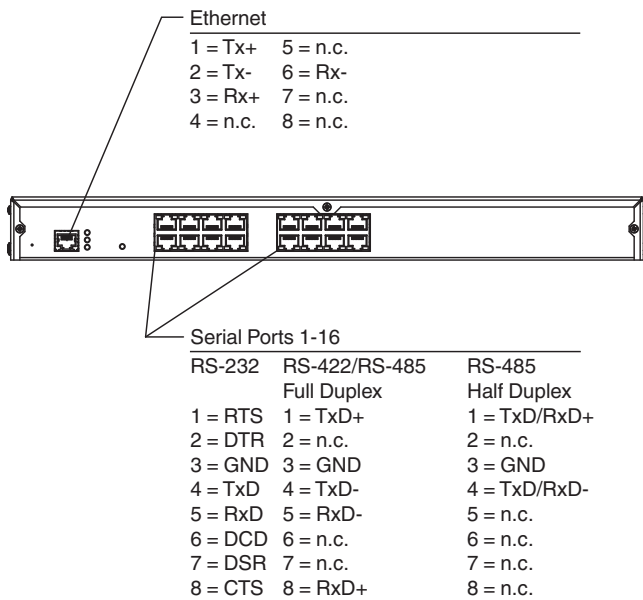 Ethernet
1 = Tx+ 5 = n.c.
2 = Tx- 6 = Rx-
3 = Rx+ 7 = n.c.
4 = n.c. 8 = n.c.
Serial Ports 1-16
RS-232 RS-422/RS-485 RS-485
Full Duplex Half Duplex
1 = RTS 1 = TxD+ 1 = TxD/RxD+
2 = DTR 2 = n.c. 2 = n.c.
3 = GND 3 = GND 3 = GND
4 = TxD 4 = TxD- 4 = TxD/RxD-
5 = RxD 5 = RxD- 5 = n.c.
6 = DCD 6 = n.c. 6 = n.c.
7 = DSR 7 = n.c. 7 = n.c.
8 = CTS 8 = RxD+ 8 = n.c.